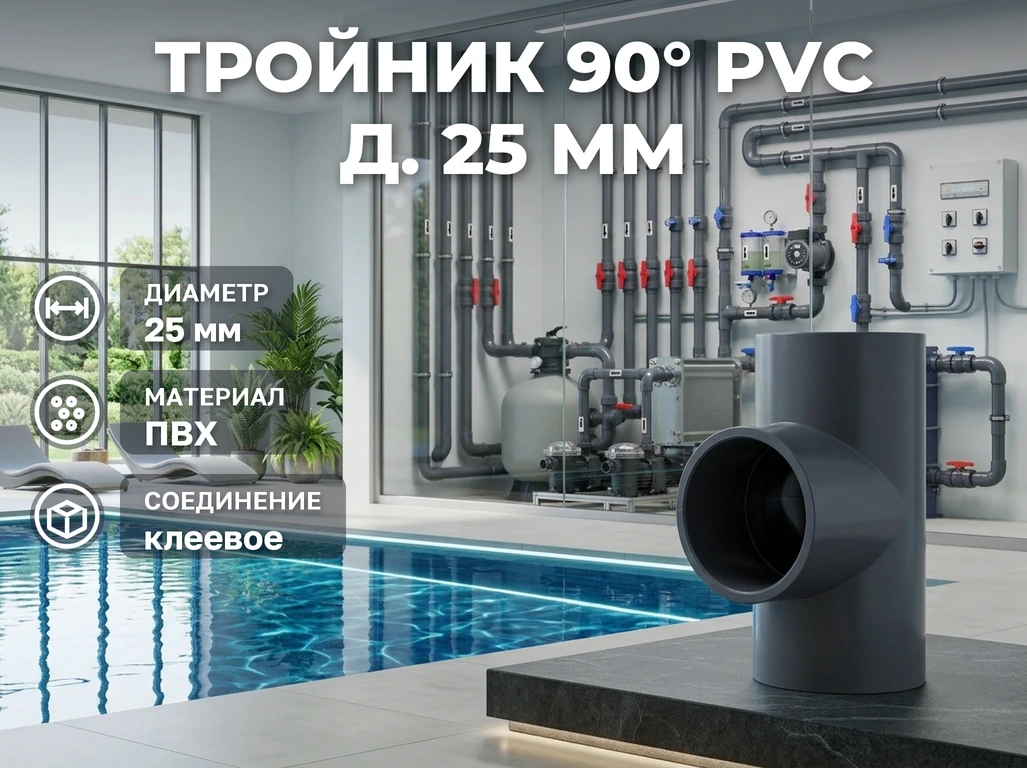 ТРОЙНИК 90° PVC
Д. 25 ММ
ДИАМЕТР
25 мм
МАТЕРИАЛ
ПВХ
СОЕДИНЕНИЕ
клеевое